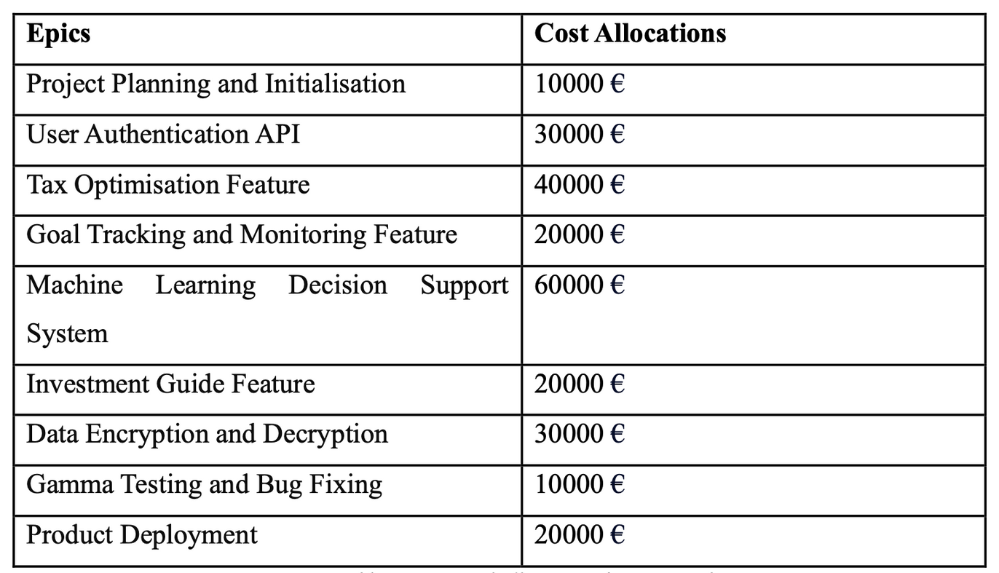 Epics Cost Allocations
Project Planning and Initialisation 10000 €
User Authentication API 30000 €
Tax Optimisation Feature 40000 €
Goal Tracking and Monitoring Feature 20000 €
Machine Learning Decision Support 60000 €
System
Investment Guide Feature 20000 €
Data Encryption and Decryption 30000 €
Gamma Testing and Bug Fixing 10000 €
Product Deployment 20000 €